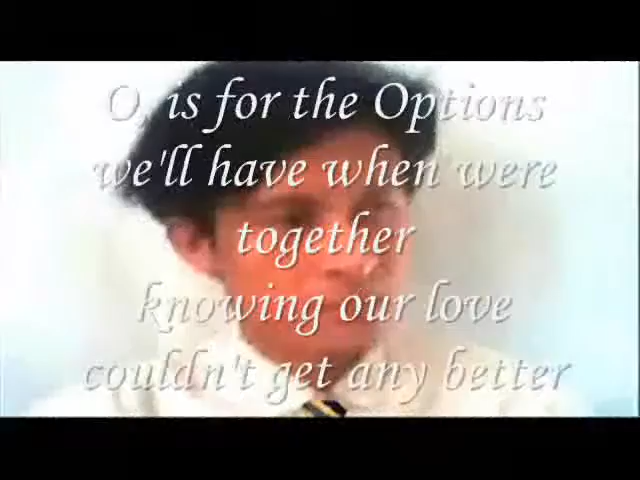 O, is for the Options
we'll have when were
together
knowing our love
couldn't get any better